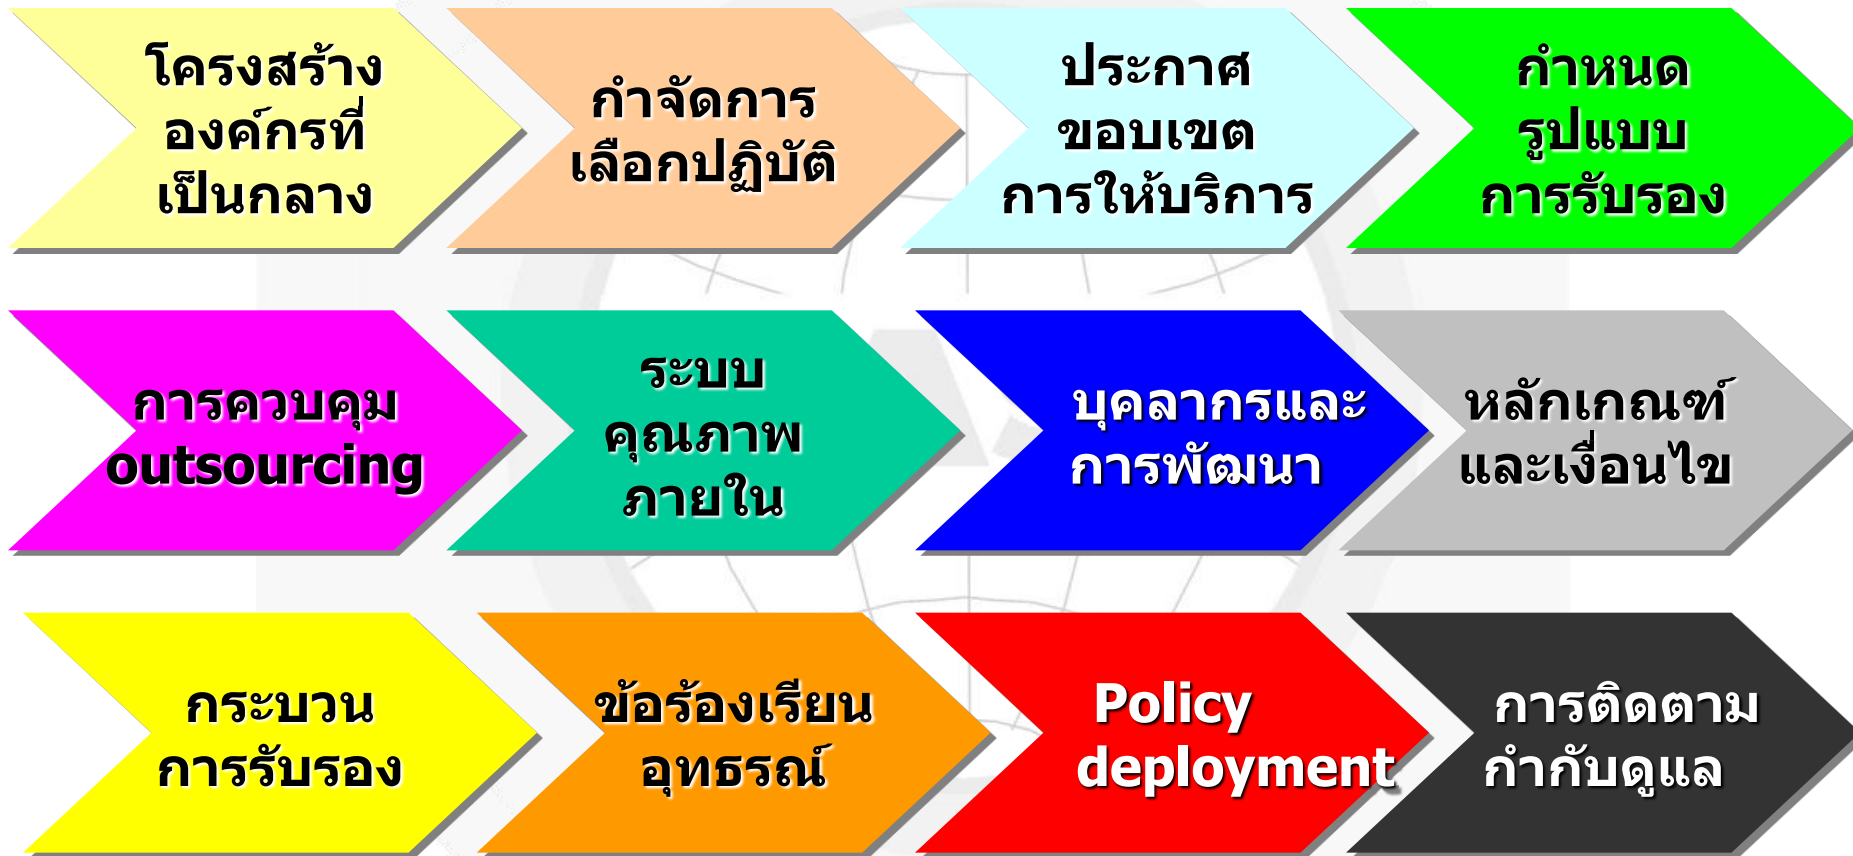 โครงสร้าง
องค์กรที่
เป็นกลาง
กำจัดการ
เลือกปฏิบัติ
ประกาศ
ขอบเขต
การให้บริการ
กำหนด
รูปแบบ
การรับรอง
การควบคุม
outsourcing
ระบบ
คุณภาพ
ภายใน
บุคลากรและ
การพัฒนา
หลักเกณฑ์
และเงื่อนไข
กระบวน
การรับรอง
ข้อร้องเรียน
อุทธรณ์
Policy
deployment
การติดตาม
กำกับดูแล